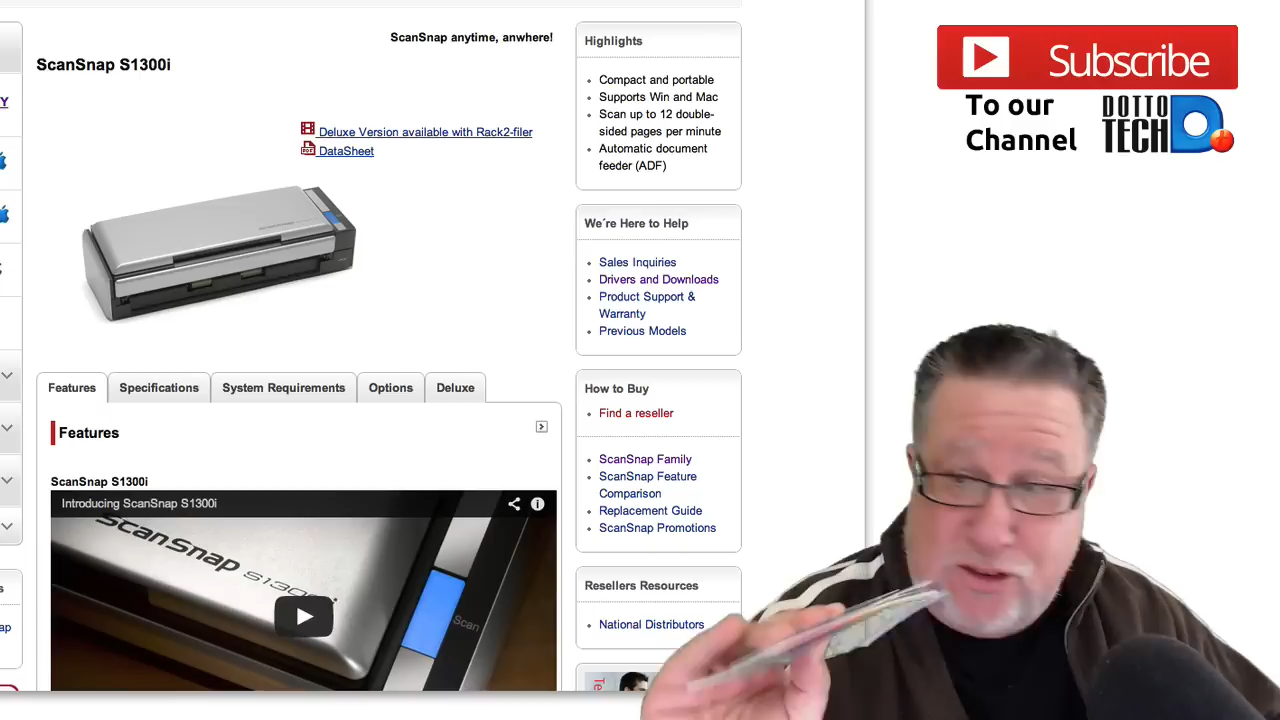 ScanSnap anytime, anwhere!
ScanSnap S1300i
Deluxe Version available with Rack2-filer
DataSheet
Features
Specifications
System Requirements
Options
Deluxe
Features
ScanSnap S1300i
Introducing ScanSnap S1300i
ScanSnap S1300i
Scan
Highlights
Compact and portable
Supports Win and Mac
Scan up to 12 double-
sided pages per minute
Automatic document
feeder (ADF)
We´re Here to Help
Sales Inquiries
Drivers and Downloads
Product Support &
Warranty
Previous Models
How to Buy
Find a reseller
ScanSnap Family
ScanSnap Feature
Comparison
Replacement Guide
ScanSnap Promotions
Resellers Resources
National Distributors
Subscribe
To our
Channel
DOTTO
TECH